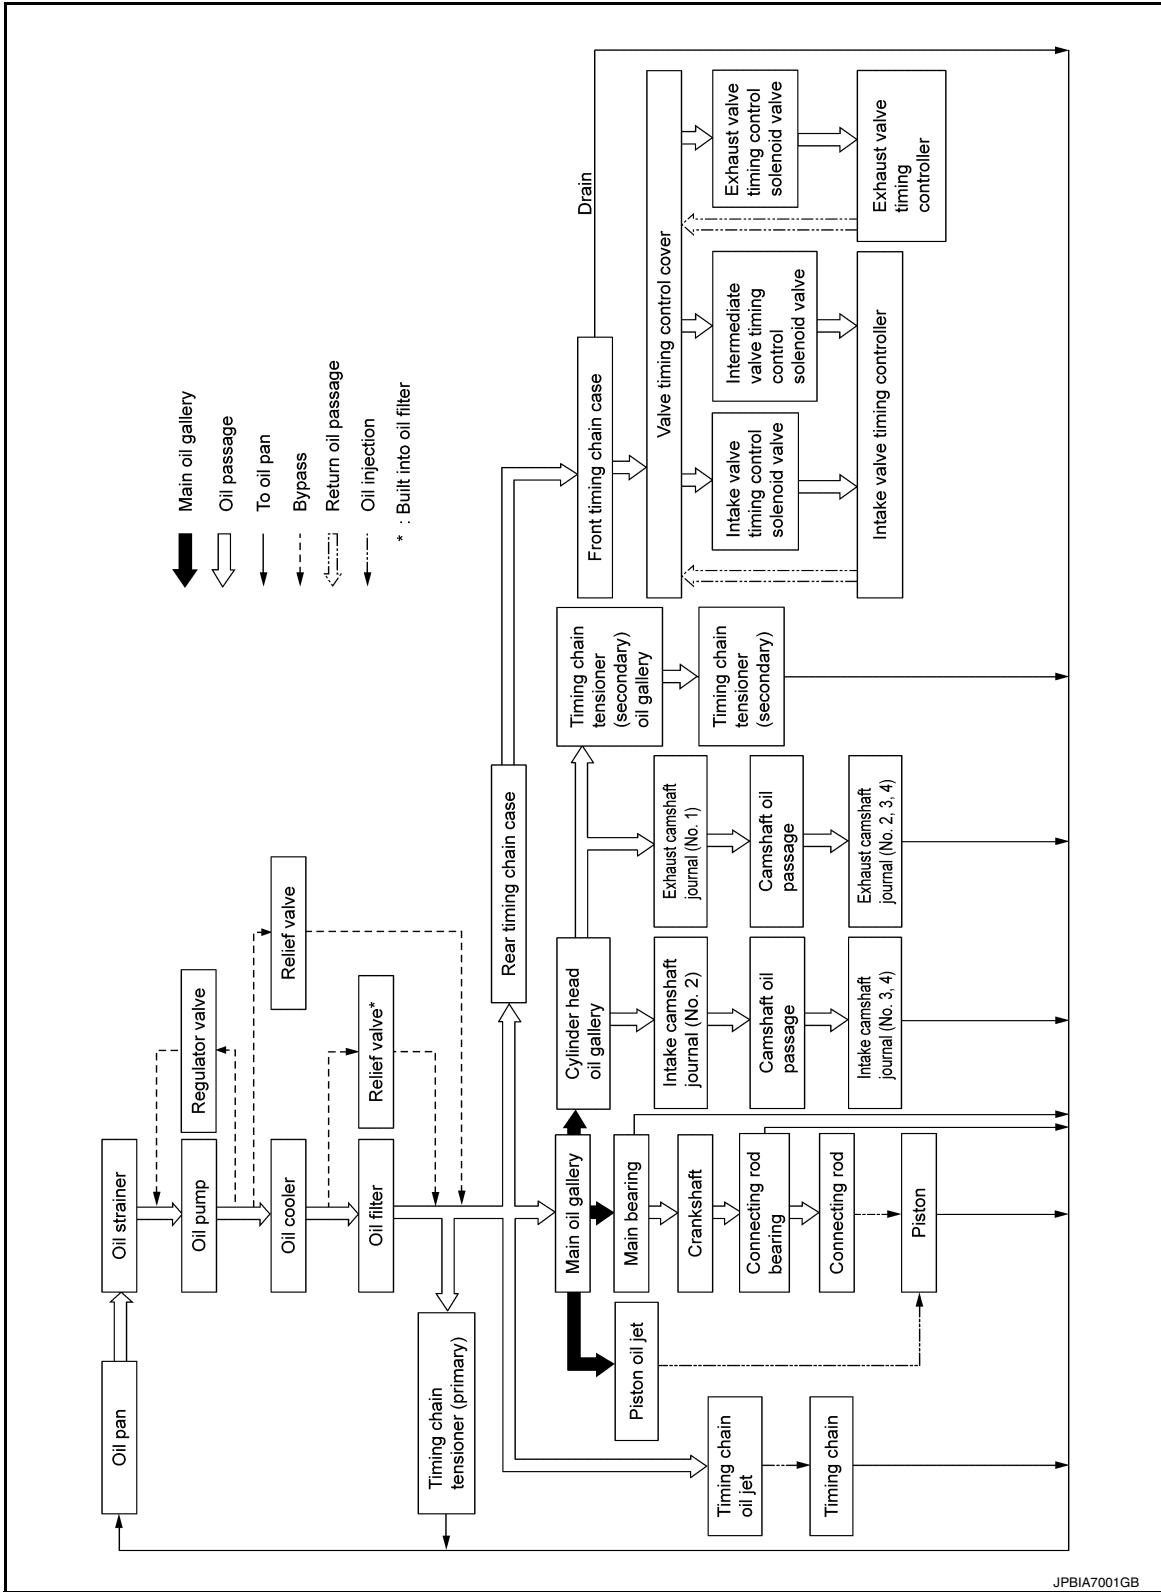 Oil pan
Oil strainer
Oil pump
Regulator valve
Oil cooler
Relief valve
Oil filter
Relief valve*
Main oil gallery
Oil passage
To oil pan
Bypass
Return oil passage
Oil injection
* : Built into oil filter
Timing chain
tensioner (primary)
Rear timing chain case
Main oil gallery
Cylinder head
oil gallery
Timing chain
tensioner
(secondary)
oil gallery
Front timing chain case
Drain
Piston oil jet
Main bearing
Intake camshaft
journal (No. 2)
Exhaust camshaft
journal (No. 1)
Timing chain
tensioner
(secondary)
Valve timing control cover
Crankshaft
Timing chain
oil jet
Connecting rod
bearing
Camshaft oil
passage
Camshaft oil
passage
Intake valve
timing control
solenoid valve
Intermediate
valve timing
control
solenoid valve
Exhaust valve
timing control
solenoid valve
Timing chain
Connecting rod
Intake camshaft
journal (No. 3, 4)
Exhaust camshaft
journal (No. 2, 3, 4)
Intake valve timing controller
Exhaust valve
timing
controller
Piston
JPBIA7001GB